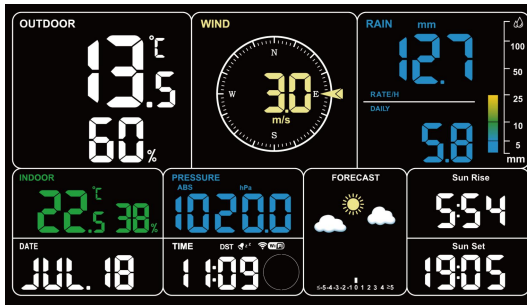 OUTDOOR
13.5 °C
60%
WIND
N
W
E
S
3.0
m/s
RAIN mm
12.7
RATE/H
DAILY
5.8
100
50
25
10
5
mm
INDOOR
22.5 °C 38%
PRESSURE
ABS hPa
1020.0
FORECAST
≤-5-4-3-2-1 0 1 2 3 4 ≥5
Sun Rise
5:54
DATE
JUL. 18
TIME DST Wi Fi
11:09
Sun Set
19:05